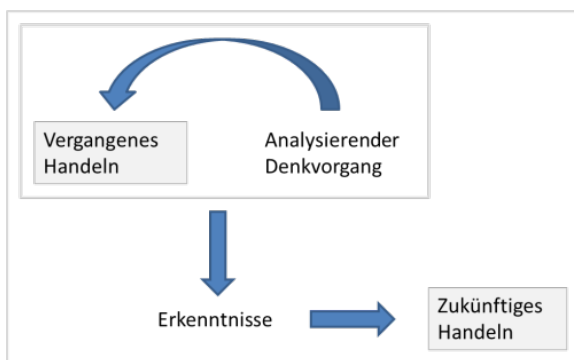 Vergangenes
Handeln
Analysierender
Denkvorgang
Erkenntnisse
Zukünftiges
Handeln